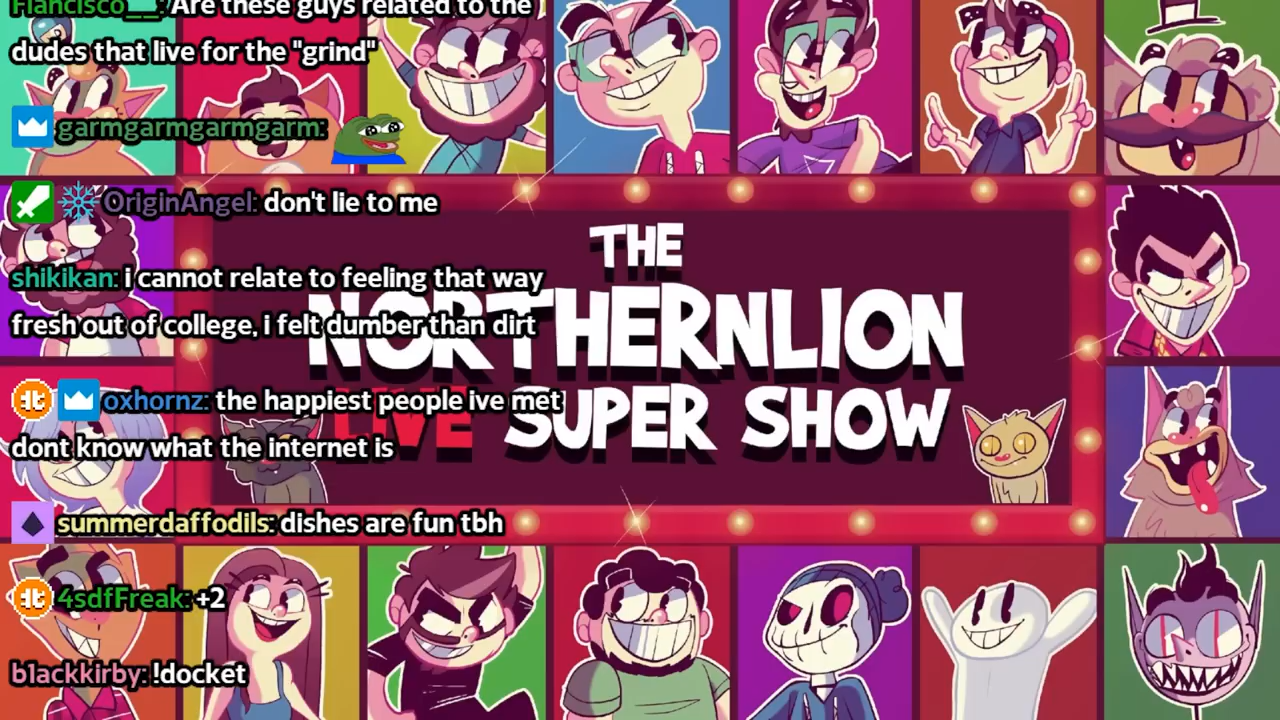 Flancisco__: Are these guys related to the
dudes that live for the "grind"
garmgarmgarmgarm:
OriginAngel: don't lie to me
shikikan: i cannot relate to feeling that way
fresh out of college, i felt dumber than dirt
oxhornz: the happiest people ive met
dont know what the internet is
summerdaffodils: dishes are fun tbh
4sdfFreak: +2
b1ackkirby: !docket
THE
NORTHERNLION
LIVE SUPER SHOW